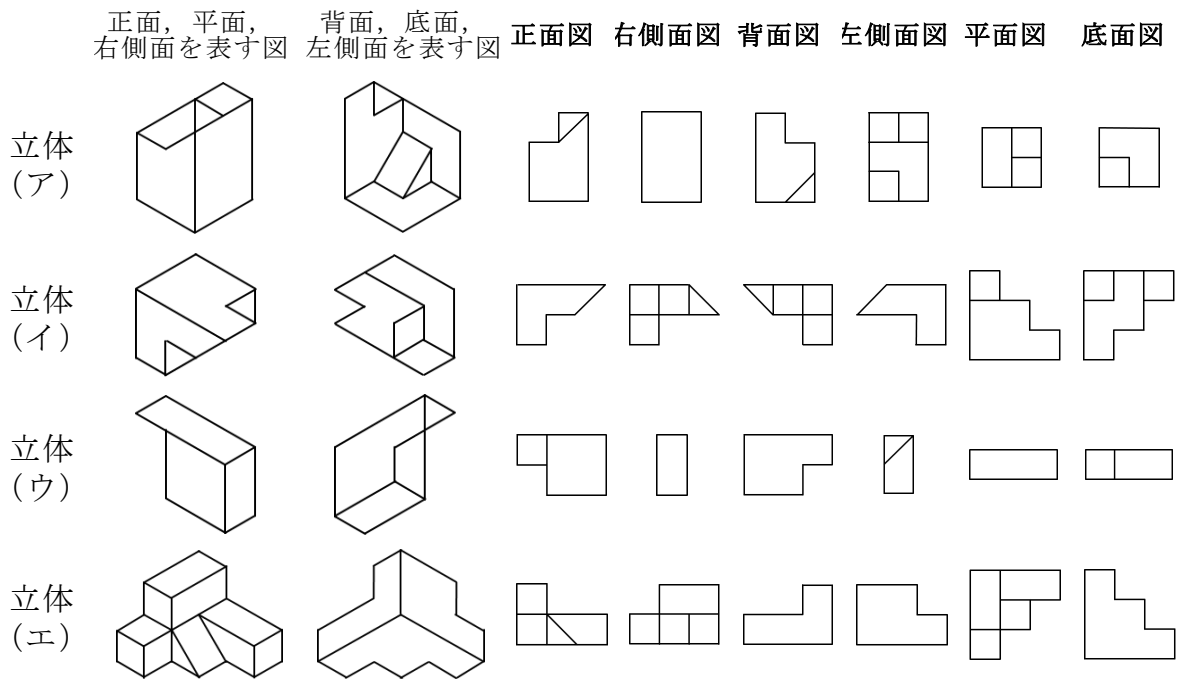 正面，平面，
右側面を表す図
背面，底面，
左側面を表す図
正面図 右側面図 背面図 左側面図 平面図 底面図
立体
（ア）
立体
（イ）
立体
（ウ）
立体
（エ）